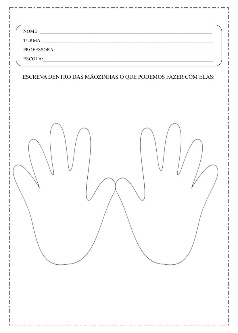 NOME:
TURMA:
PROFESSORA:
ESCOLA:
ESCREVA DENTRO DAS MÃOZINHAS O QUE PODEMOS FAZER COM ELAS: